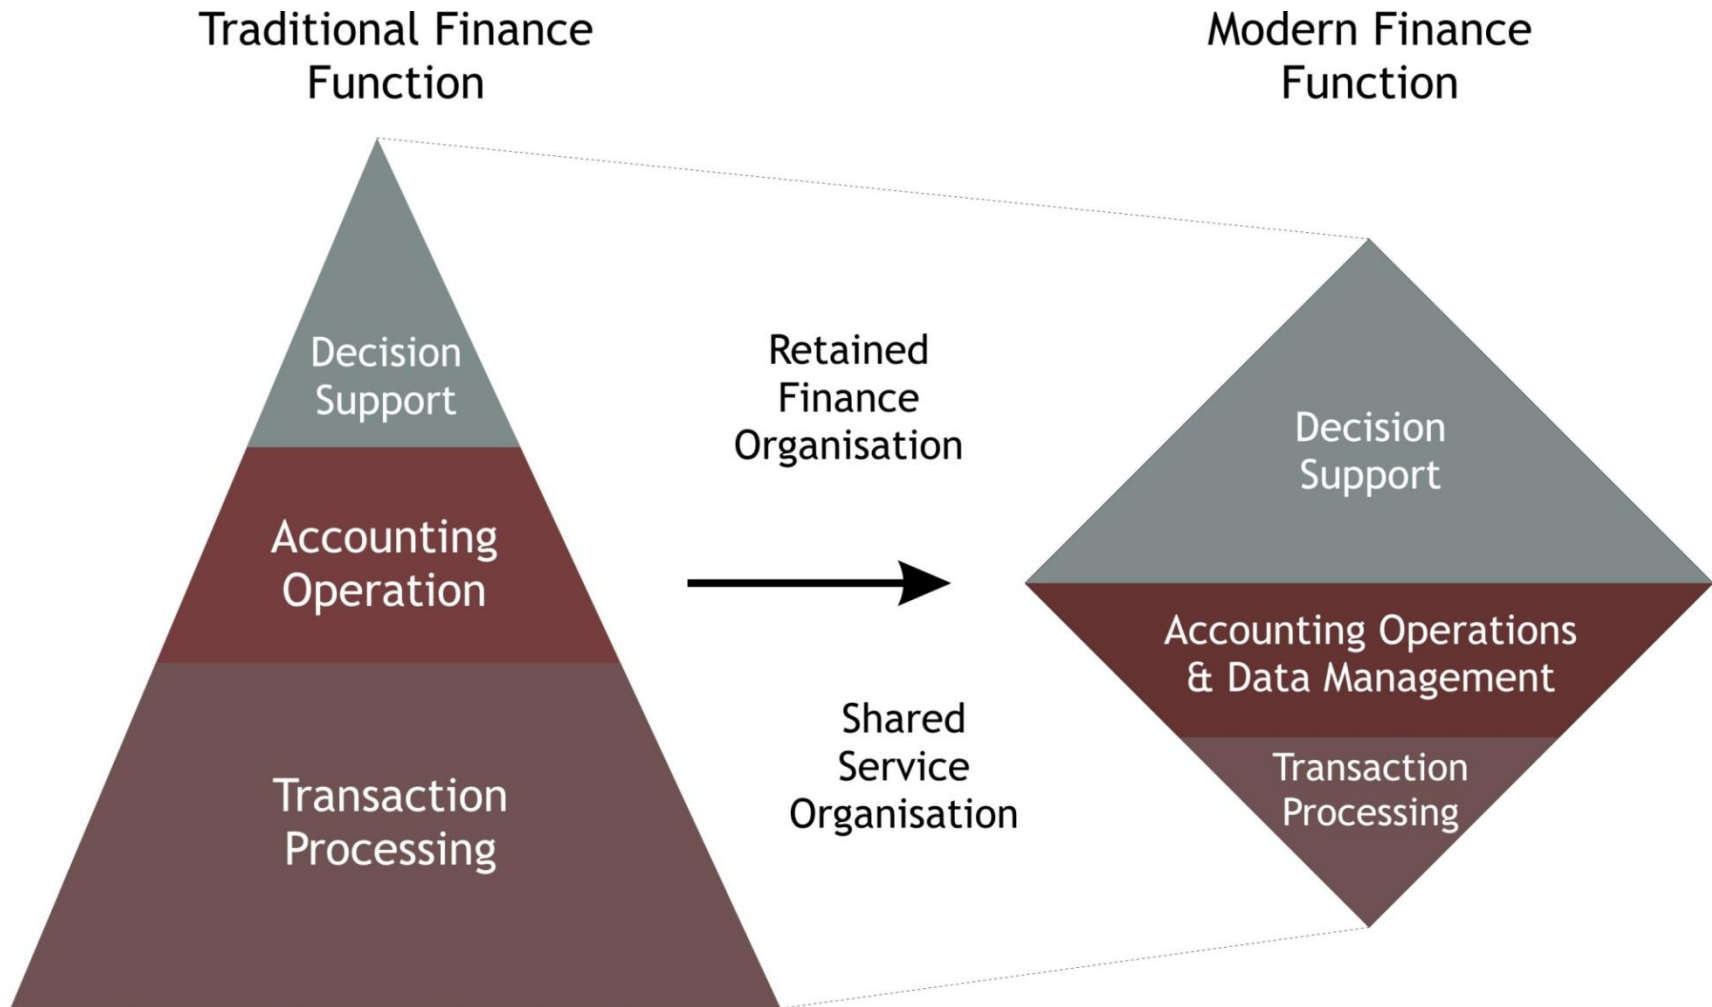 Traditional Finance
Function
Modern Finance
Function
Decision
Support
Accounting
Operation
Transaction
Processing
Retained
Finance
Organisation
Shared
Service
Organisation
Decision
Support
Accounting Operations
& Data Management
Transaction
Processing